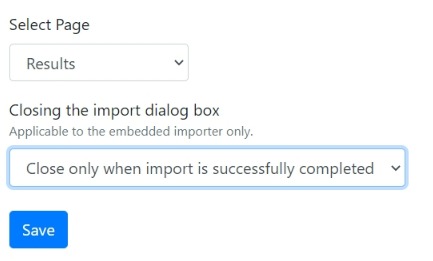 Select Page
Results
Closing the import dialog box
Applicable to the embedded importer only.
Close only when import is successfully completed
Save